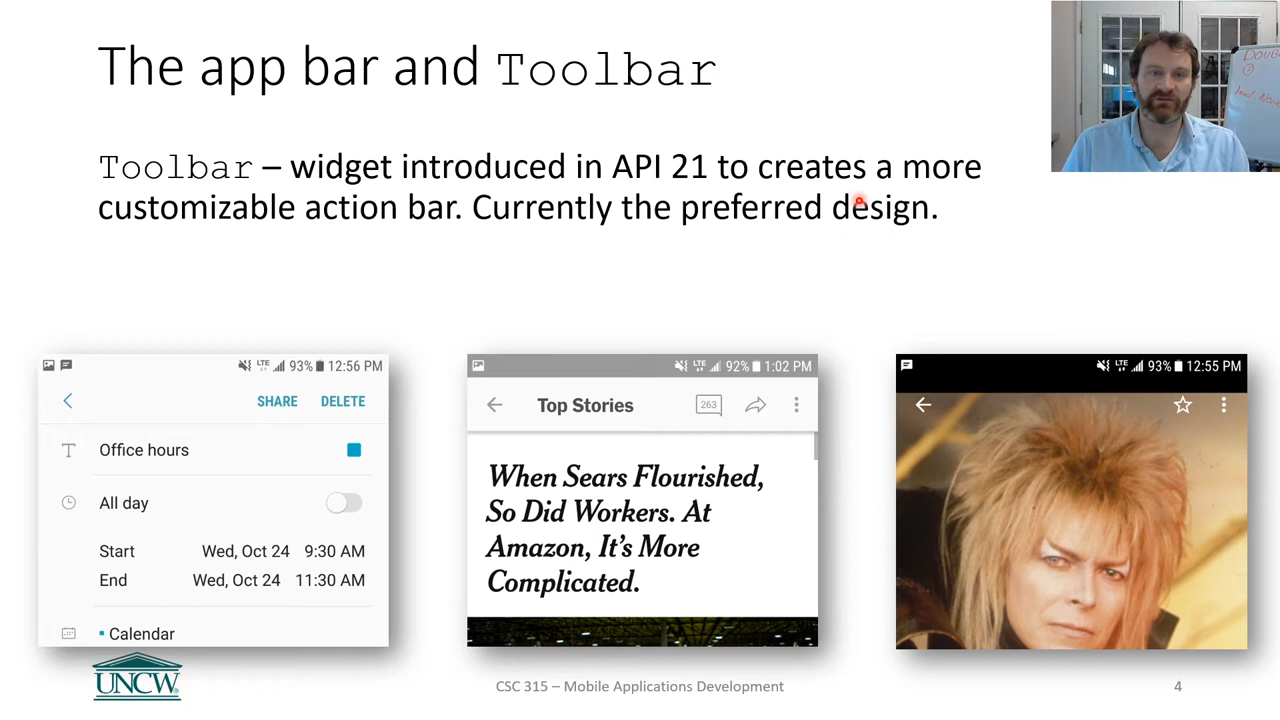 The app bar and Toolbar
Toolbar – widget introduced in API 21 to creates a more
customizable action bar. Currently the preferred design.
LTE 93% 12:56 PM
SHARE DELETE
Office hours
All day
Start Wed, Oct 24 9:30 AM
End Wed, Oct 24 11:30 AM
Calendar
LTE 92% 1:02 PM
Top Stories 263
When Sears Flourished,
So Did Workers. At
Amazon, It's More
Complicated.
LTE 93% 12:55 PM
UNCW
CSC 315 – Mobile Applications Development
4